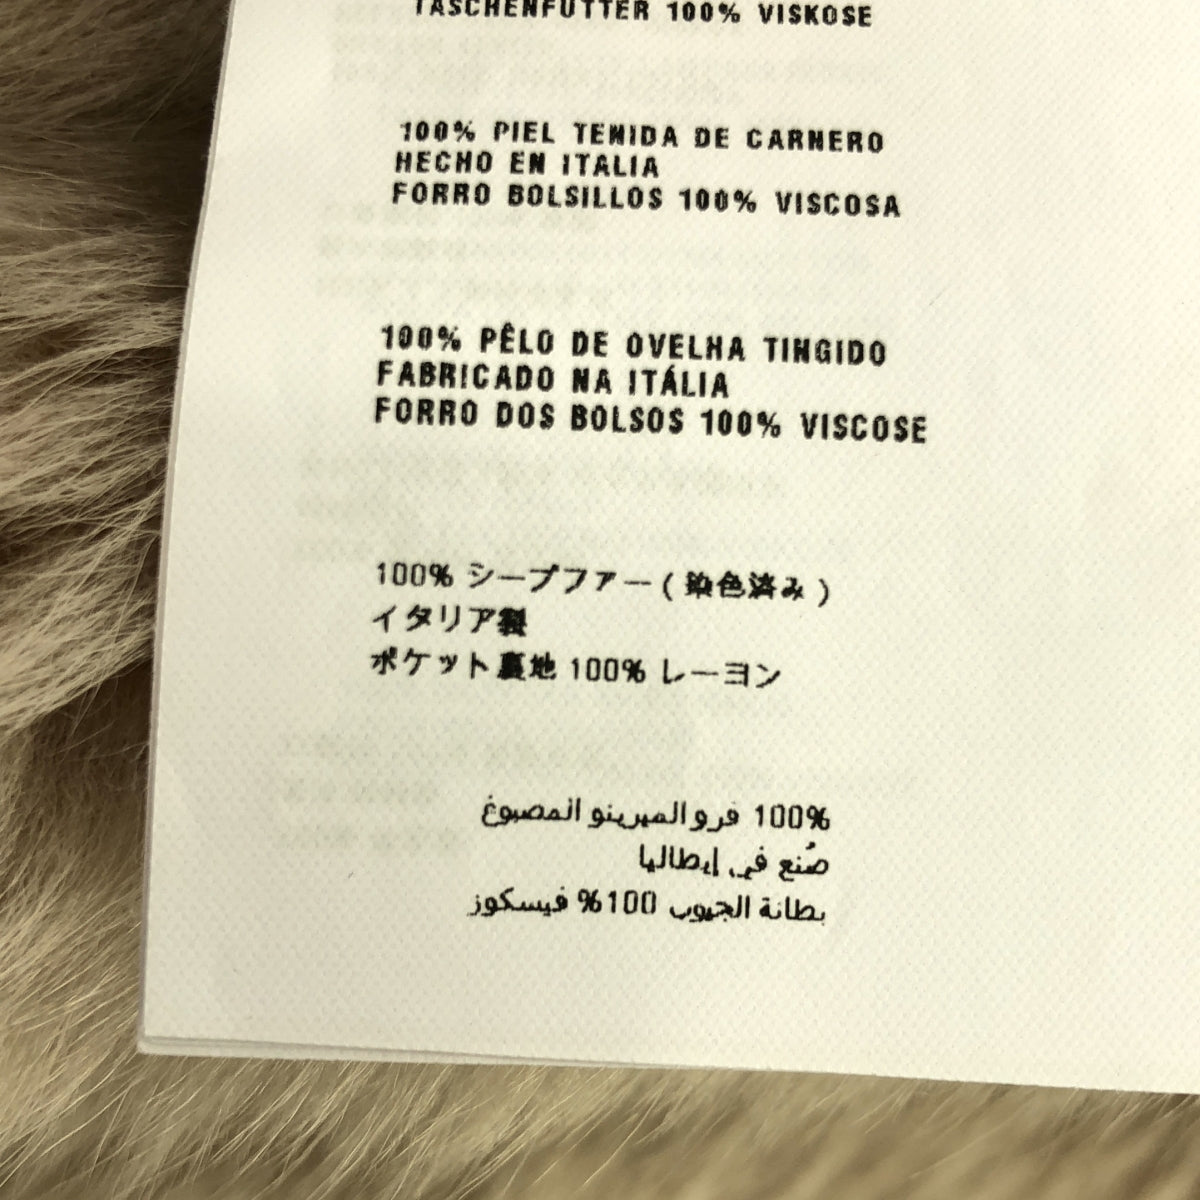 TASCHENFUTTER 100% VISKOSE
100% PIEL TENIDA DE CARNERO
HECHO EN ITALIA
FORRO BOLSILLOS 100% VISCOSA
100% PÊLO DE OVELHA TINGIDO
FABRICADO NA ITÁLIA
FORRO DOS BOLSOS 100% VISCOSE
100% シープファー(染色済み)
イタリア製
ポケット裏地 100% レーヨン
100% فرو الميرينو المصبوغ
صُنع في إيطاليا
بطانة الجيوب 100% فيسكوز